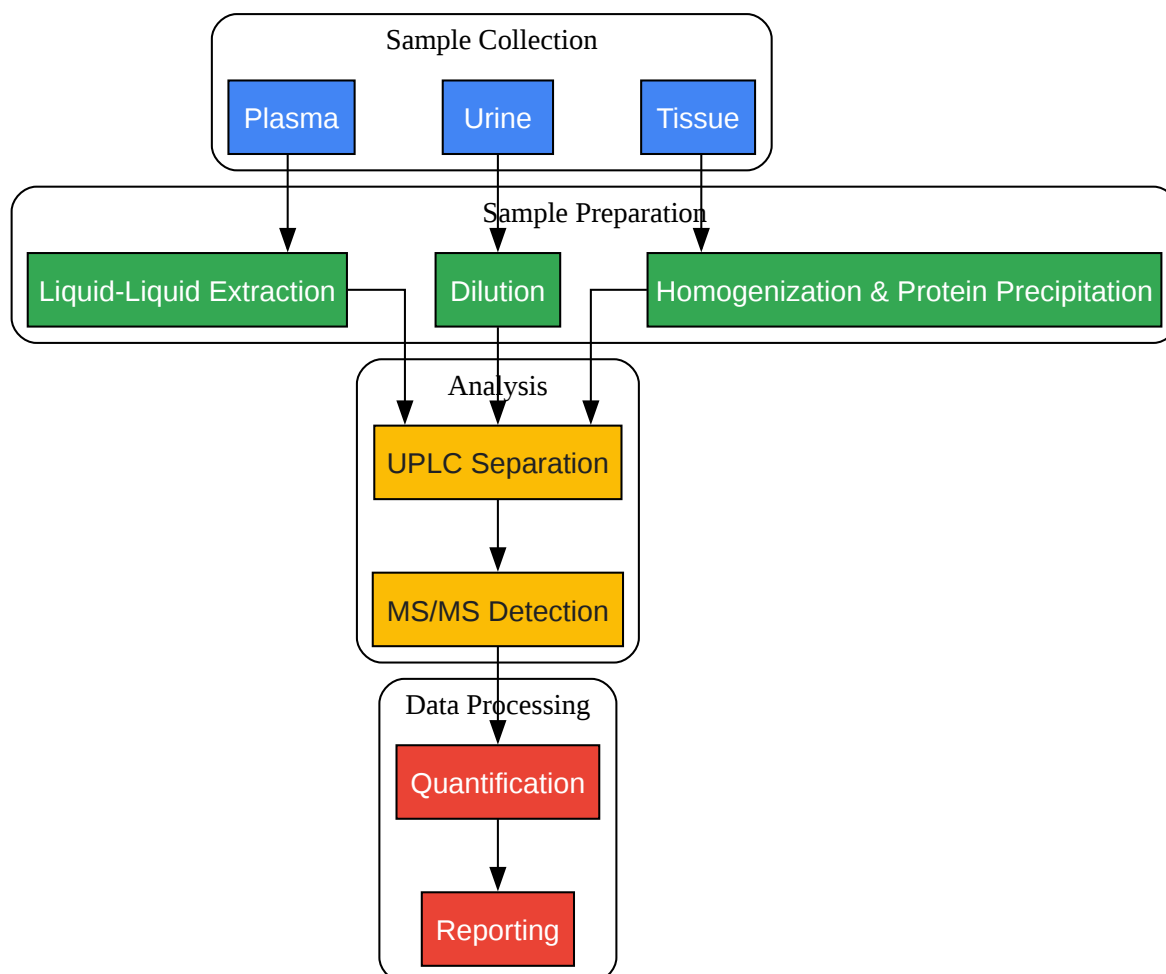 Sample Collection
Plasma
Urine
Tissue
Sample Preparation
Liquid-Liquid Extraction
Dilution
Homogenization & Protein Precipitation
Analysis
UPLC Separation
MS/MS Detection
Data Processing
Quantification
Reporting